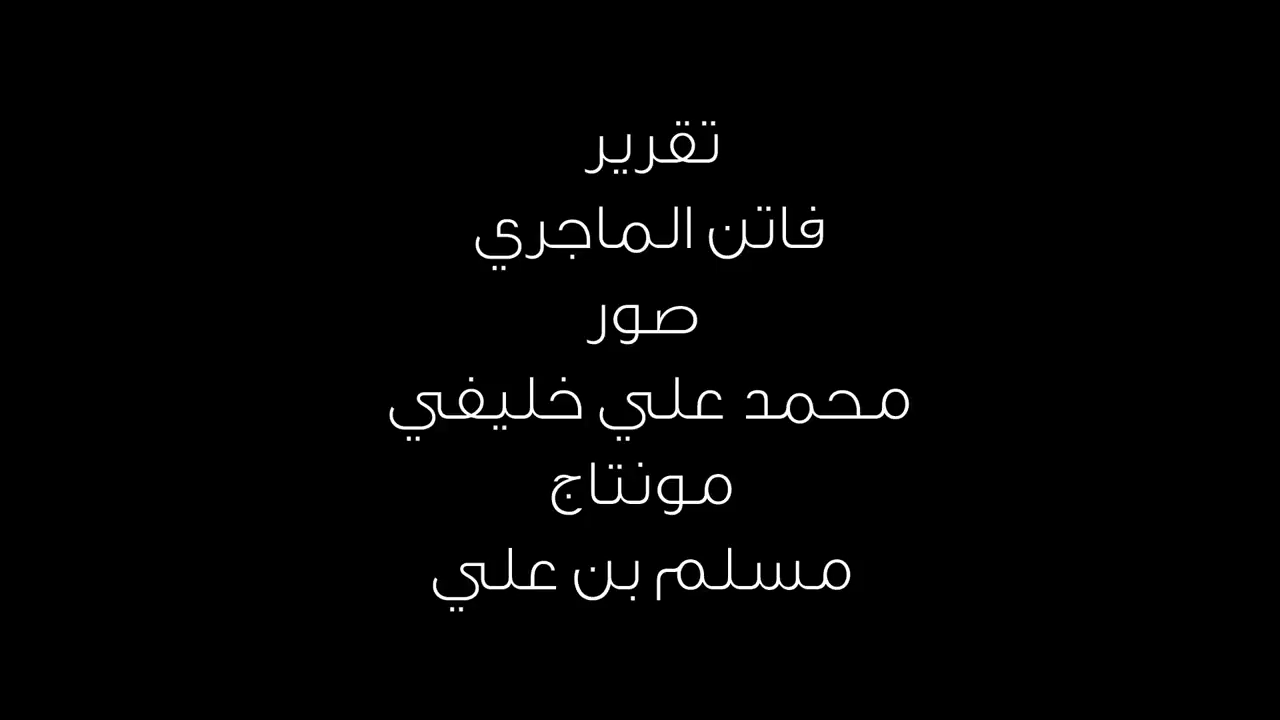 تقرير
فاتن الماجري
صور
محمد علي خليفي
مونتاج
مسلم بن علي